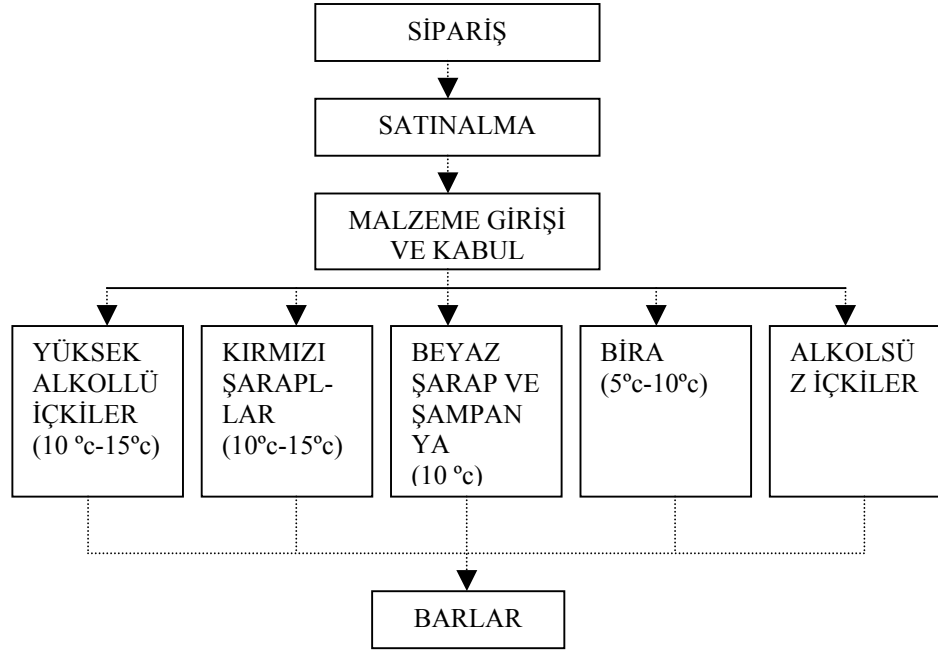 SİPARİŞ
SATINALMA
MALZEME GİRİŞİ
VE KABUL
YÜKSEK
ALKOLLÜ
İÇKİLER
(10 ºc-15ºc)
KIRMIZI
ŞARAPL-
LAR
(10ºc-15ºc)
BEYAZ
ŞARAP VE
ŞAMPAN
YA
(10 ºc)
BİRA
(5ºc-10ºc)
ALKOLSÜ
Z İÇKİLER
BARLAR